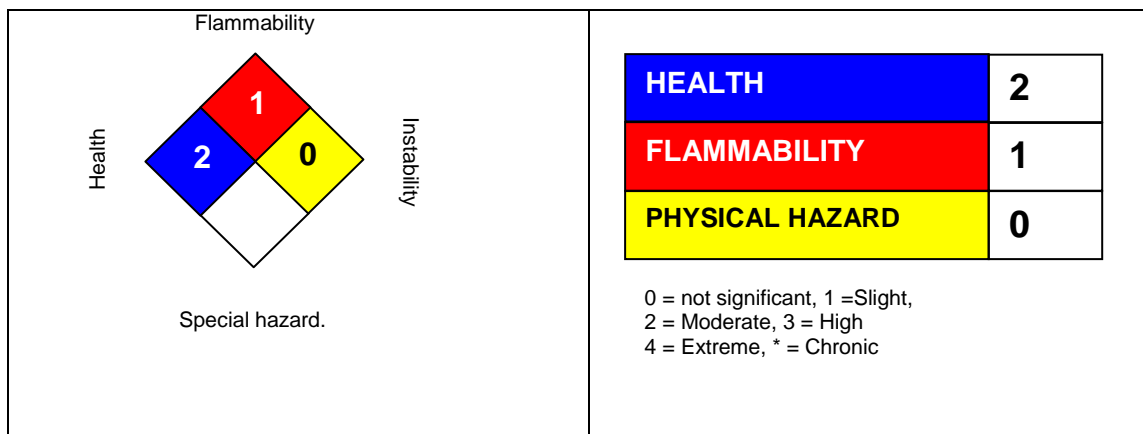 Flammability
1
Health
2
0
Instability
Special hazard.
HEALTH 2
FLAMMABILITY 1
PHYSICAL HAZARD 0
0 = not significant, 1 =Slight,
2 = Moderate, 3 = High
4 = Extreme, * = Chronic